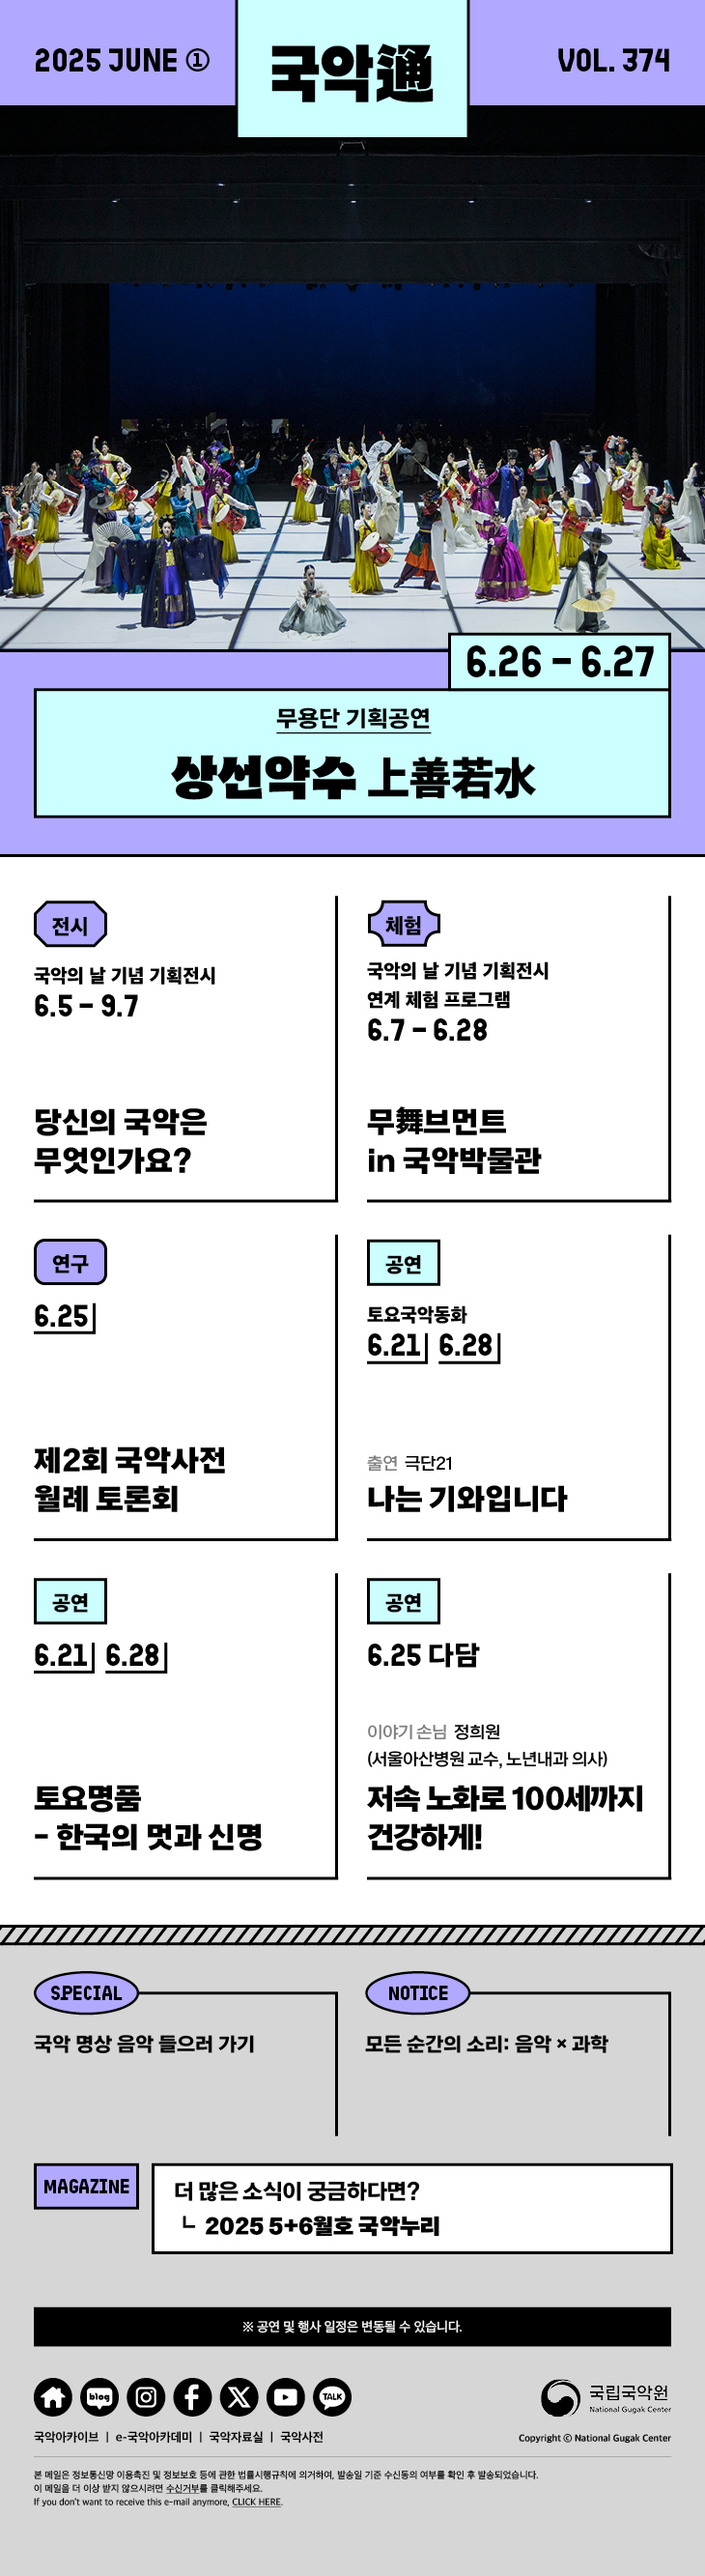 2025 JUNE ①
국악通
VOL. 374
6.26 – 6.27
무용단 기획공연
상선약수 上善若水
전시
국악의 날 기념 기획전시
6.5 – 9.7
당신의 국악은
무엇인가요?
체험
국악의 날 기념 기획전시
연계 체험 프로그램
6.7 – 6.28
무舞브먼트
in 국악박물관
연구
6.25
제2회 국악사전
월례 토론회
공연
토요국악동화
6.21 6.28
출연 극단21
나는 기와입니다
공연
6.21 6.28
토요명품
- 한국의 멋과 신명
공연
6.25 다담
이야기 손님 정희원
(서울아산병원 교수, 노년내과 의사)
저속 노화로 100세까지
건강하게!
SPECIAL
국악 명상 음악 들으러 가기
NOTICE
모든 순간의 소리: 음악 × 과학
MAGAZINE
더 많은 소식이 궁금하다면?
└ 2025 5+6월호 국악누리
※ 공연 및 행사 일정은 변동될 수 있습니다.
blog
TALK
국립국악원
National Gugak Center
국악아카이브 | e-국악아카데미 | 국악자료실 | 국악사전
Copyright ⓒ National Gugak Center
본 메일은 정보통신망 이용촉진 및 정보보호 등에 관한 법률시행규칙에 의거하여, 발송일 기준 수신동의 여부를 확인 후 발송되었습니다.
이 메일을 더 이상 받지 않으시려면 수신거부를 클릭해주세요.
If you don't want to receive this e-mail anymore, CLICK HERE.